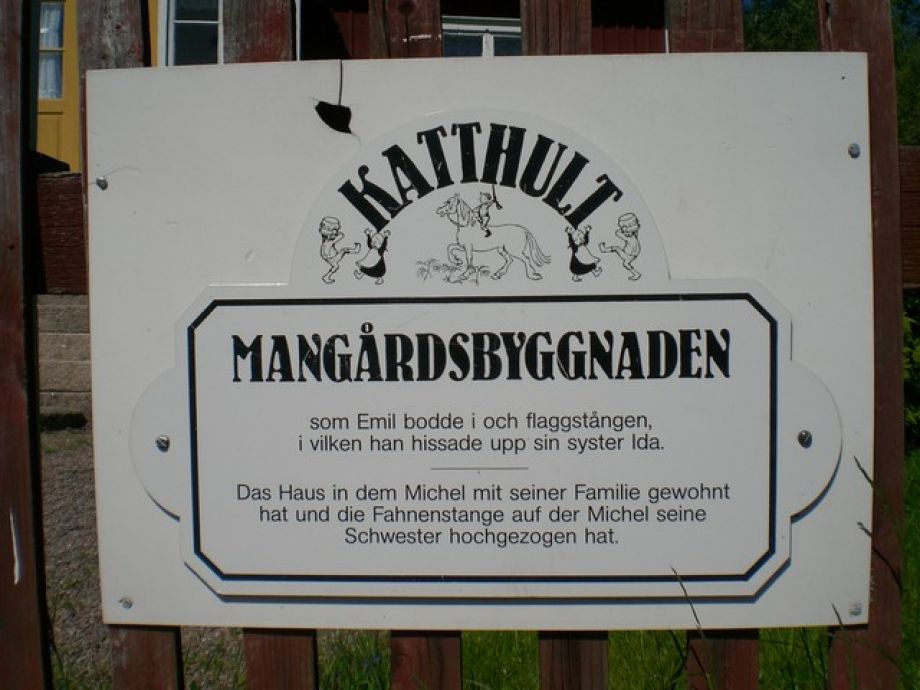 KATTHULT
MANGÅRDSBYGGNADEN
som Emil bodde i och flaggstången,
i vilken han hissade upp sin syster Ida.
Das Haus in dem Michel mit seiner Familie gewohnt
hat und die Fahnenstange auf der Michel seine
Schwester hochgezogen hat.